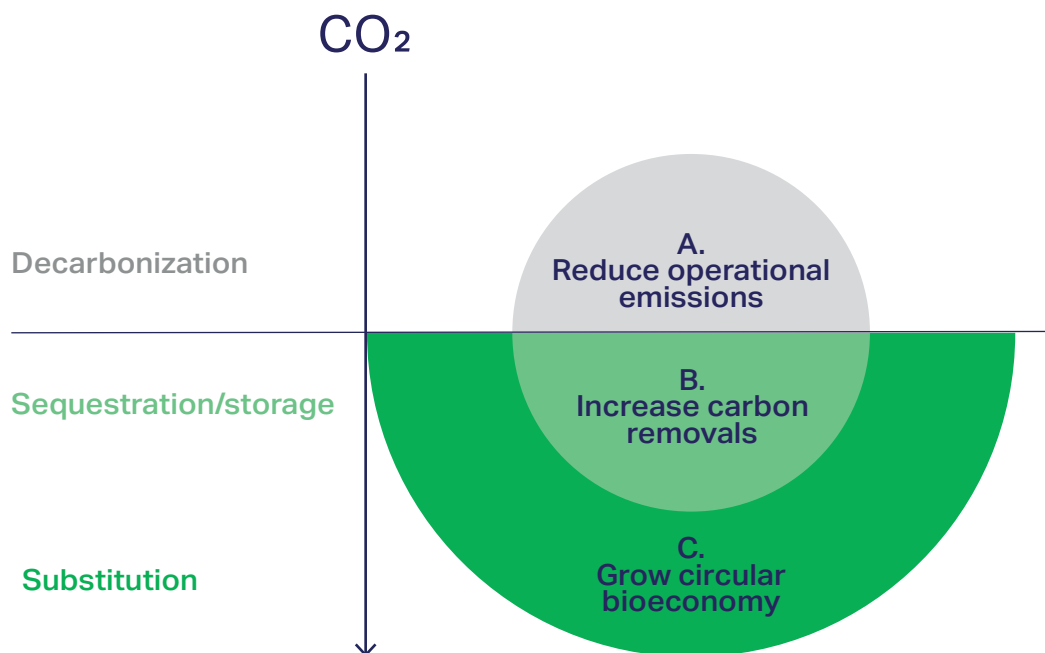 CO₂
Decarbonization
A.
Reduce operational
emissions
Sequestration/storage
B.
Increase carbon
removals
Substitution
C.
Grow circular
bioeconomy